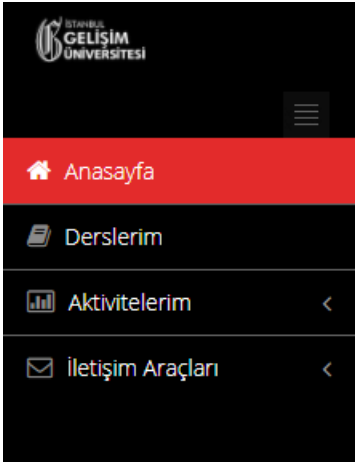 İSTANBUL
GELİŞİM
ÜNİVERSİTESİ
Anasayfa
Derslerim
Aktivitelerim
İletişim Araçları